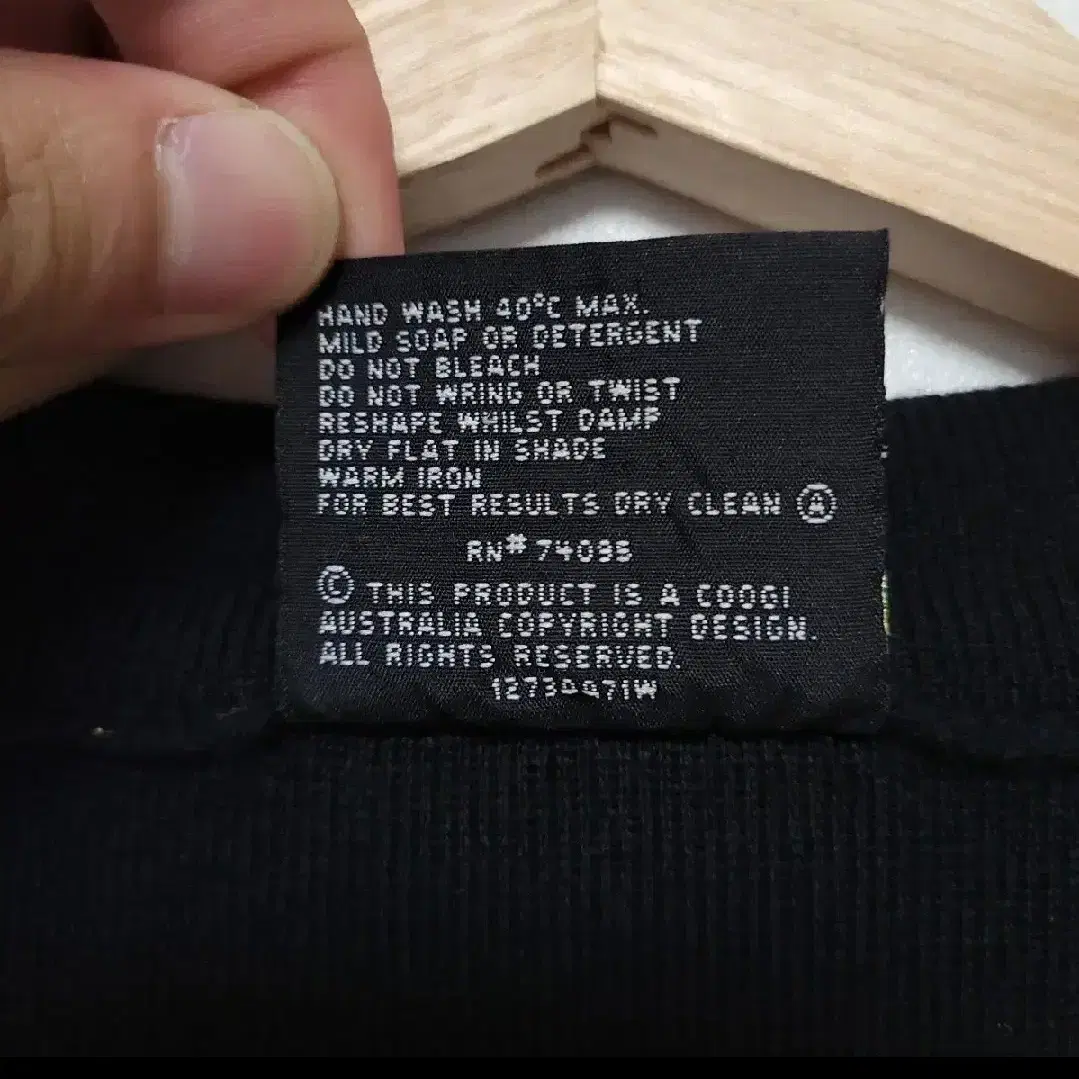 HAND WASH 40°C MAX.
MILD SOAP OR DETERGENT
DO NOT BLEACH
DO NOT WRING OR TWIST
RESHAPE WHILST DAMP
DRY FLAT IN SHADE
WARM IRON
FOR BEST RESULTS DRY CLEAN Ⓐ
RN# 74095
© THIS PRODUCT IS A COOGI
AUSTRALIA COPYRIGHT DESIGN.
ALL RIGHTS RESERVED.